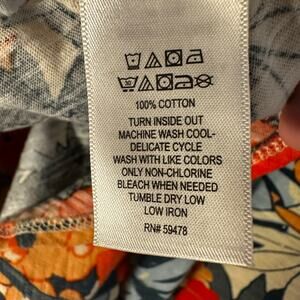 100% COTTON
TURN INSIDE OUT
MACHINE WASH COOL-
DELICATE CYCLE
WASH WITH LIKE COLORS
ONLY NON-CHLORINE
BLEACH WHEN NEEDED
TUMBLE DRY LOW
LOW IRON
RN# 59478